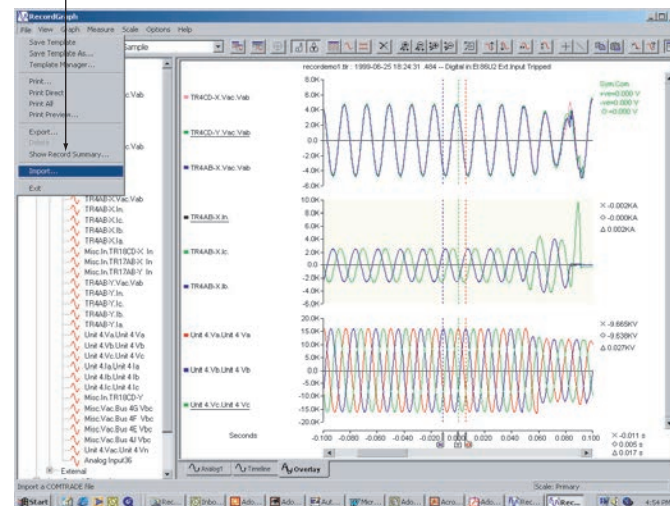 RecordGraph
File View Graph Measure Scale Options Help
Save Template
Save Template As...
Template Manager...
Print...
Print Direct
Print All
Print Preview...
Export...
Delete
Show Record Summary...
Import...
Exit
Sample
c.Vab
c.Vab
TR4AB-X.Vac.Vab
TR4AB-X.In.
TR4AB-X.Ic.
TR4AB-X.Ib.
TR4AB-X.Ia.
Misc.In.TR18CD-X In
Misc.In.TR17AB-X In
Misc.In.TR17AB-Y In
TR4AB-Y.Vac.Vab
TR4AB-Y.In.
TR4AB-Y.Ic.
TR4AB-Y.Ib.
TR4AB-Y.Ia
Unit 4.Va.Unit 4 Va
Unit 4.Vb.Unit 4 Vb
Unit 4.Vc.Unit 4 Vc
Unit 4.Ia.Unit 4 Ia
Unit 4.Ib.Unit 4 Ib
Unit 4.Ic.Unit 4 Ic
Misc.In.TR18CD-Y
Misc.Vac.Bus 4G Vbc
Misc.Vac.Bus 4F Vbc
Misc.Vac.Bus 4E Vbc
Misc.Vac.Bus 4J Vbc
Unit 4.Vac.Unit 4 Vn
Analog Input36
External
recordemo1 tlr : 1999-06-25 18:24:31 .484 -- Digital in El:86U2 Ext Input Tripped
TR4CD-X.Vac.Vab
TR4CD-Y.Vac.Vab
TR4AB-X.Vac.Vab
6.0K
4.0K
2.0K
0.0
-2.0K
-4.0K
-6.0K
TR4AB-X.In.
TR4AB-X.Ic.
TR4AB-X.Ib.
10.0K
8.0K
6.0K
4.0K
2.0K
0.0
-2.0K
-4.0K
-6.0K
X -0.002KA
◇ -0.000KA
Δ 0.002KA
Unit 4.Va.Unit 4 Va
Unit 4.Vb.Unit 4 Vb
Unit 4.Vc.Unit 4 Vc
20.0K
15.0K
10.0K
5.0K
0.0
-5.0K
-10.0K
-15.0K
-20.0K
X -9.665KV
◇ -9.638KV
Δ 0.027KV
Seconds
-0.100 -0.080 -0.060 -0.040 -0.020 0.000 0.020 0.040 0.060 0.080 0.100
X -0.011 s
◇ 0.005 s
Δ 0.017 s
Analog1 Timeline Overlay
Import a COMTRADE file
Scale: Primary
Start
4:54 PM